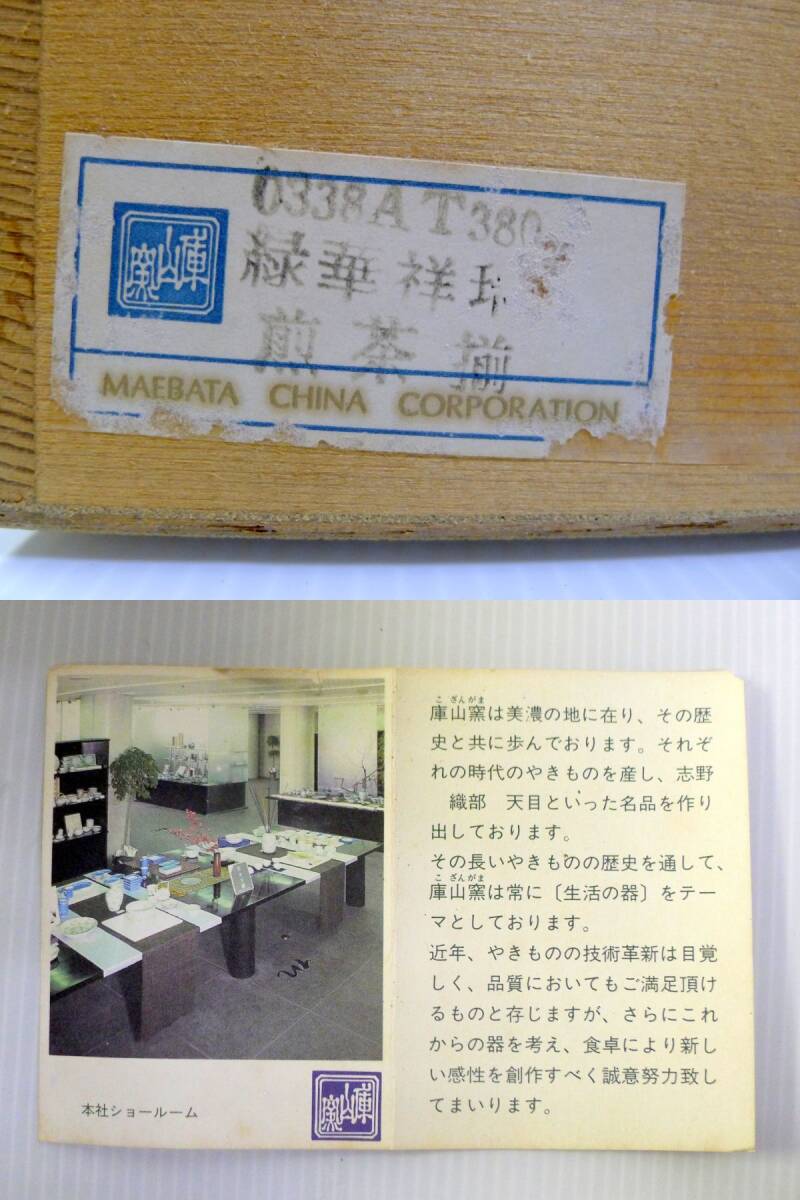 0338AT380
緑華祥瑞
煎茶揃
庫山窯
MAEBATA CHINA CORPORATION
こざんがま
庫山窯は美濃の地に在り、その歴
史と共に歩んでおります。それぞ
れの時代のやきものを産し、志野
織部　天目といった名品を作り
出しております。
その長いやきものの歴史を通して、
こざんがま
庫山窯は常に〔生活の器〕をテー
マとしております。
近年、やきものの技術革新は目覚
しく、品質においてもご満足頂け
るものと存じますが、さらにこれ
からの器を考え、食卓により新し
い感性を創作すべく誠意努力致し
てまいります。
本社ショールーム
庫山窯